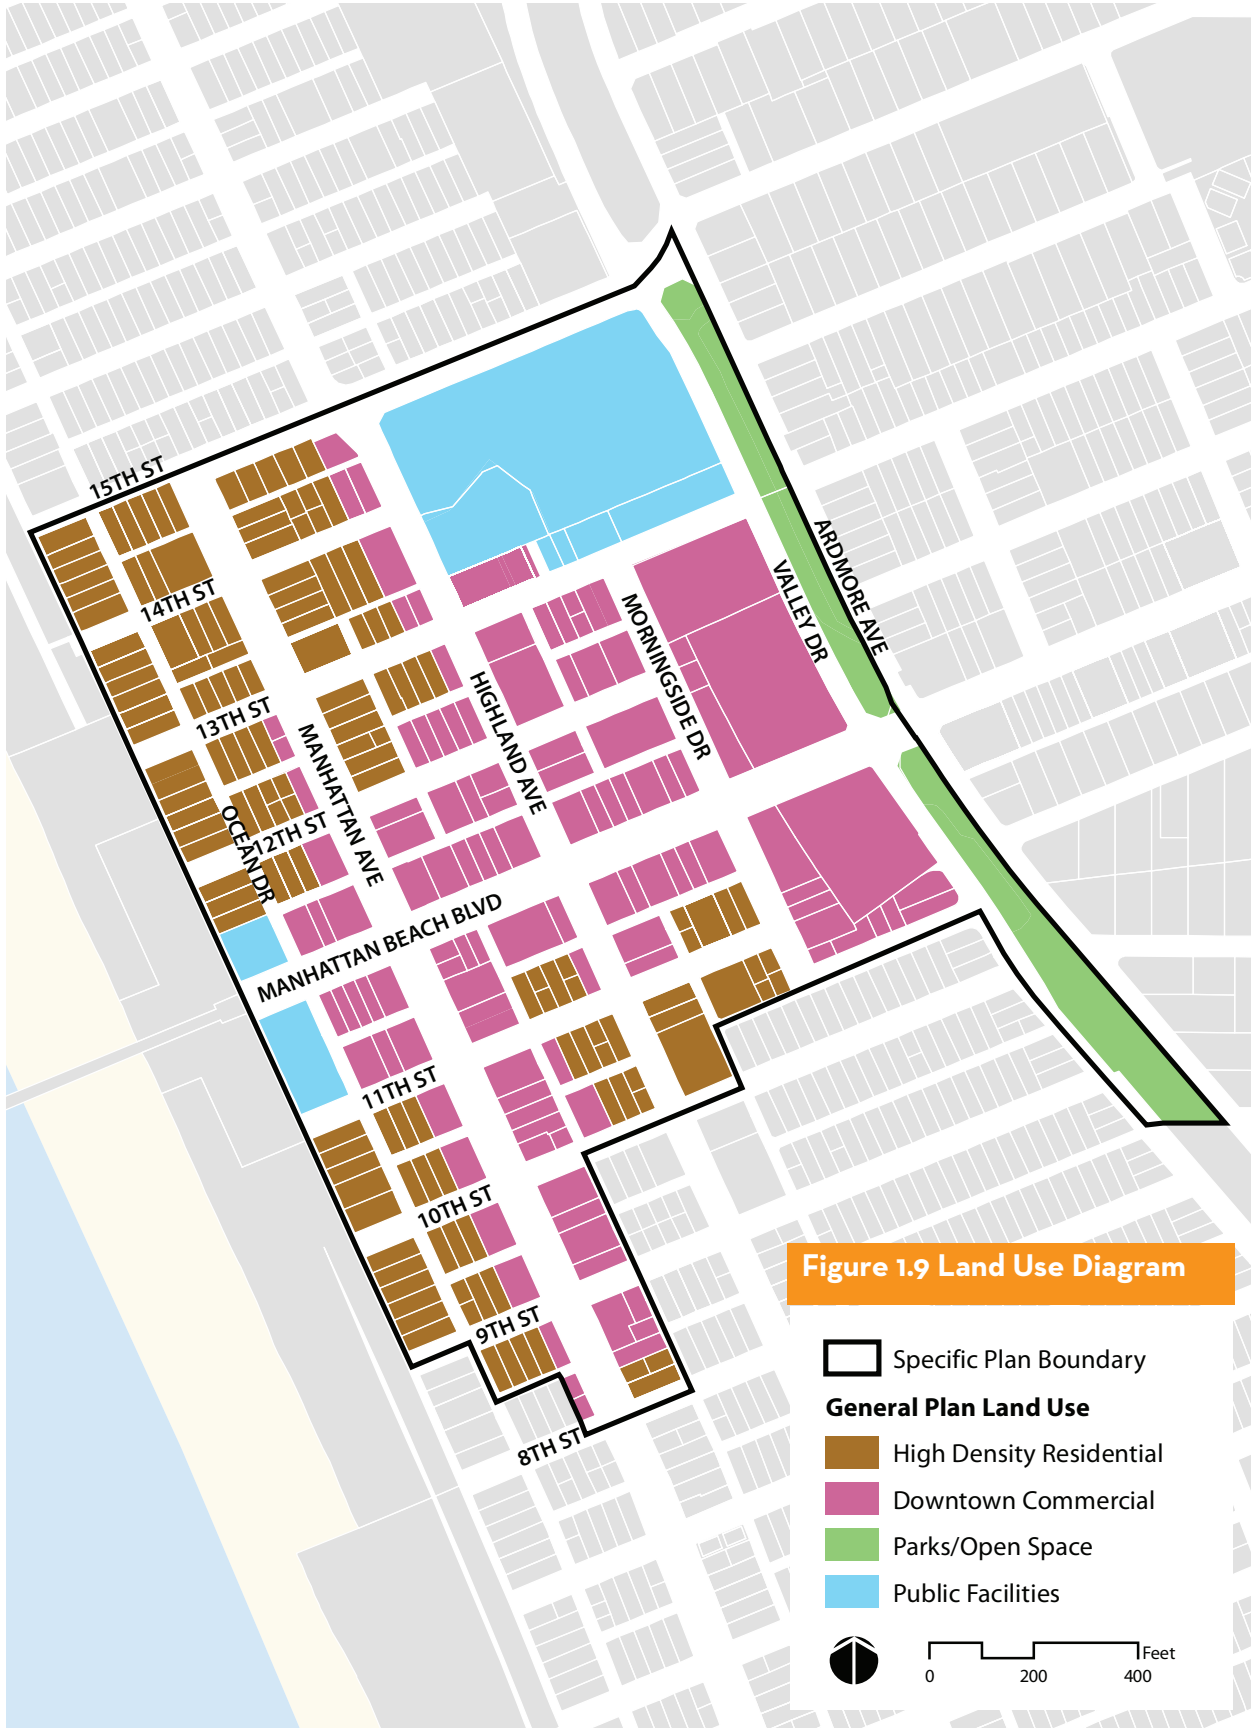 15TH ST
14TH ST
13TH ST
12TH ST
OCEAN DR
MANHATTAN AVE
HIGHLAND AVE
MORNINGSIDE DR
VALLEY DR
ARDMORE AVE
MANHATTAN BEACH BLVD
11TH ST
10TH ST
9TH ST
8TH ST
Figure 1.9 Land Use Diagram
Specific Plan Boundary
General Plan Land Use
High Density Residential
Downtown Commercial
Parks/Open Space
Public Facilities
Feet
0 200 400